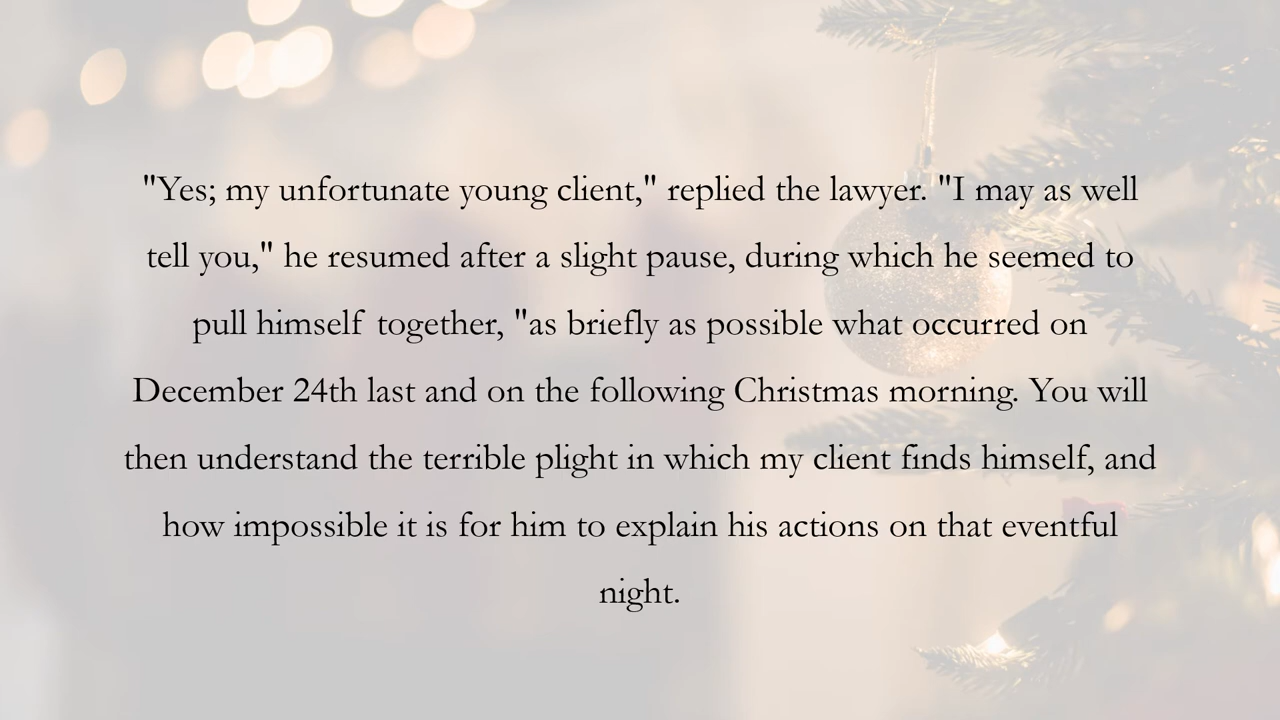 "Yes; my unfortunate young client," replied the lawyer. "I may as well
tell you," he resumed after a slight pause, during which he seemed to
pull himself together, "as briefly as possible what occurred on
December 24th last and on the following Christmas morning. You will
then understand the terrible plight in which my client finds himself, and
how impossible it is for him to explain his actions on that eventful
night.